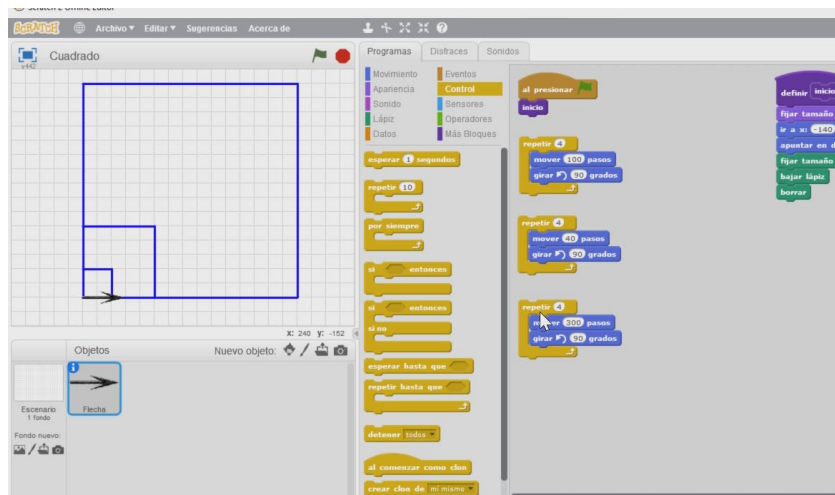 Scratch 2 Offline Editor
SCRATCH Archivo Editar Sugerencias Acerca de
Cuadrado
v442
X: 240 y: -152
Objetos
Nuevo objeto:
Escenario
1 fondo
Fondo nuevo:
Flecha
Programas Disfraces Sonidos
Movimiento Eventos
Apariencia Control
Sonido Sensores
Lápiz Operadores
Datos Más Bloques
esperar 1 segundos
repetir 10
por siempre
si entonces
si entonces
si no
esperar hasta que
repetir hasta que
detener todos
al comenzar como clon
crear clon de mí mismo
al presionar
inicio
repetir 4
mover 100 pasos
girar 90 grados
repetir 4
mover 40 pasos
girar 90 grados
repetir 4
300 pasos
girar 90 grados
definir inicio
fijar tamaño
ir a x: -140
apuntar en d
fijar tamaño
bajar lápiz
borrar